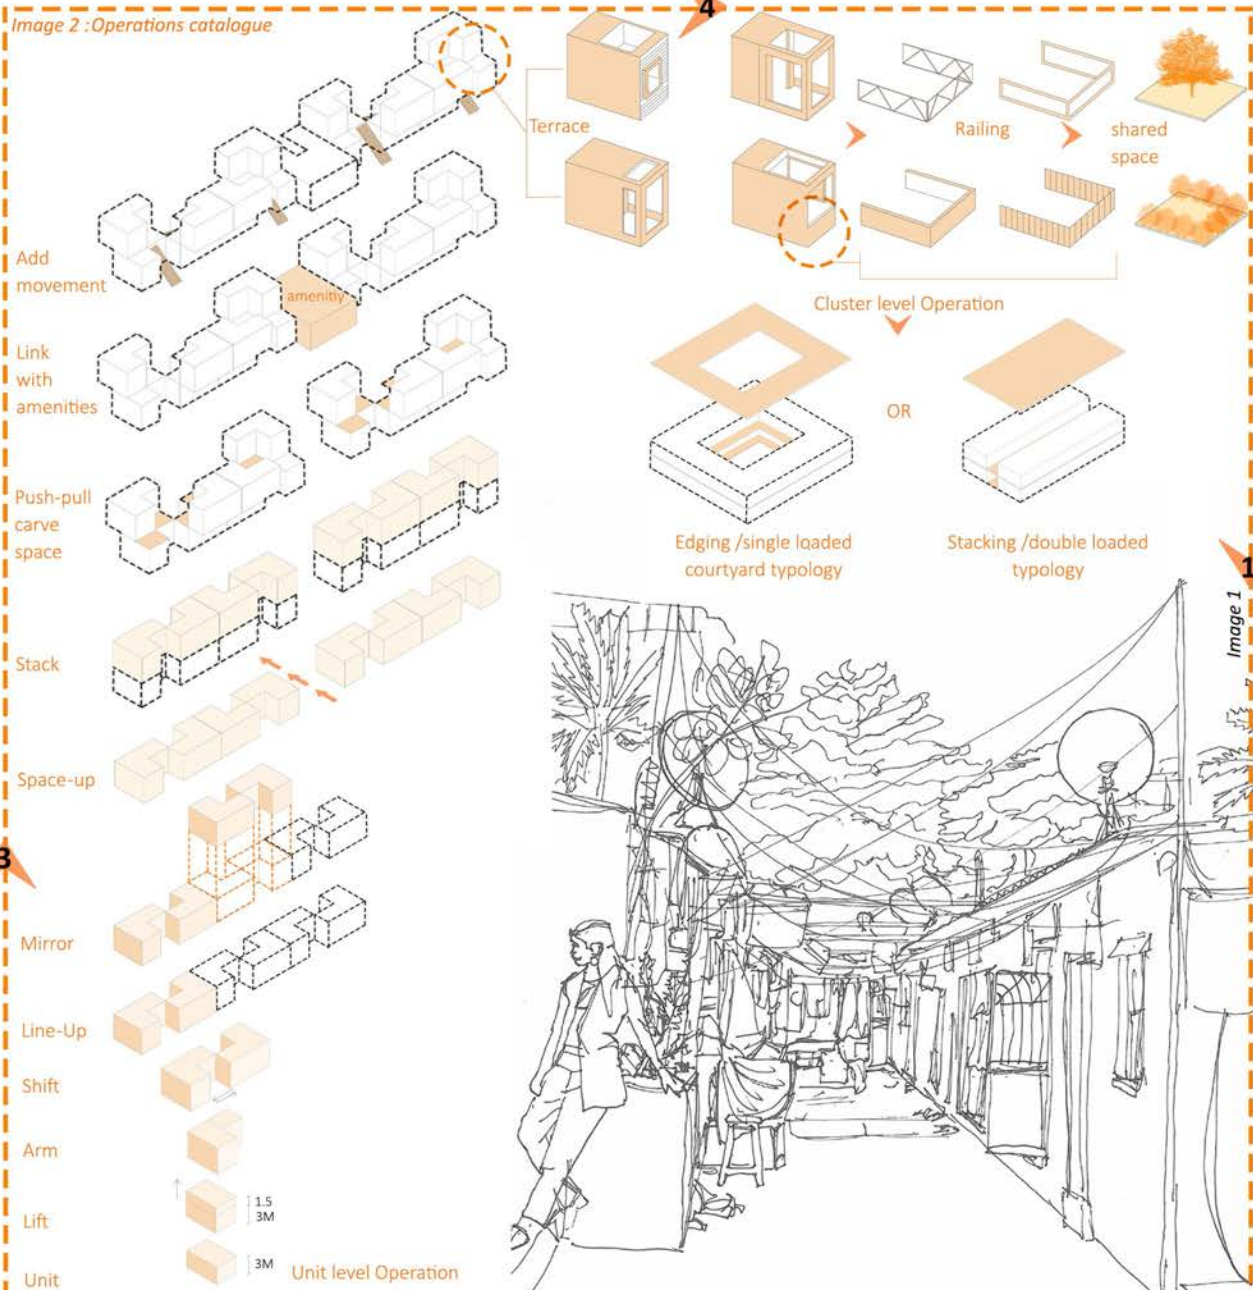 Image 2 :Operations catalogue
4
Terrace
Railing
shared
space
Add
movement
amenitiy
Cluster level Operation
Link
with
amenities
OR
Push-pull
carve
space
Edging /single loaded
courtyard typology
Stacking /double loaded
typology
1
Image 1
Stack
Space-up
3
Mirror
Line-Up
Shift
Arm
Lift
1.5
3M
Unit
3M
Unit level Operation